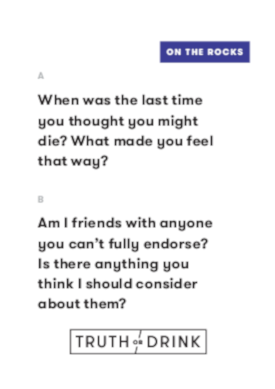 ON THE ROCKS
A
When was the last time
you thought you might
die? What made you feel
that way?
B
Am I friends with anyone
you can't fully endorse?
Is there anything you
think I should consider
about them?
TRUTH OR DRINK